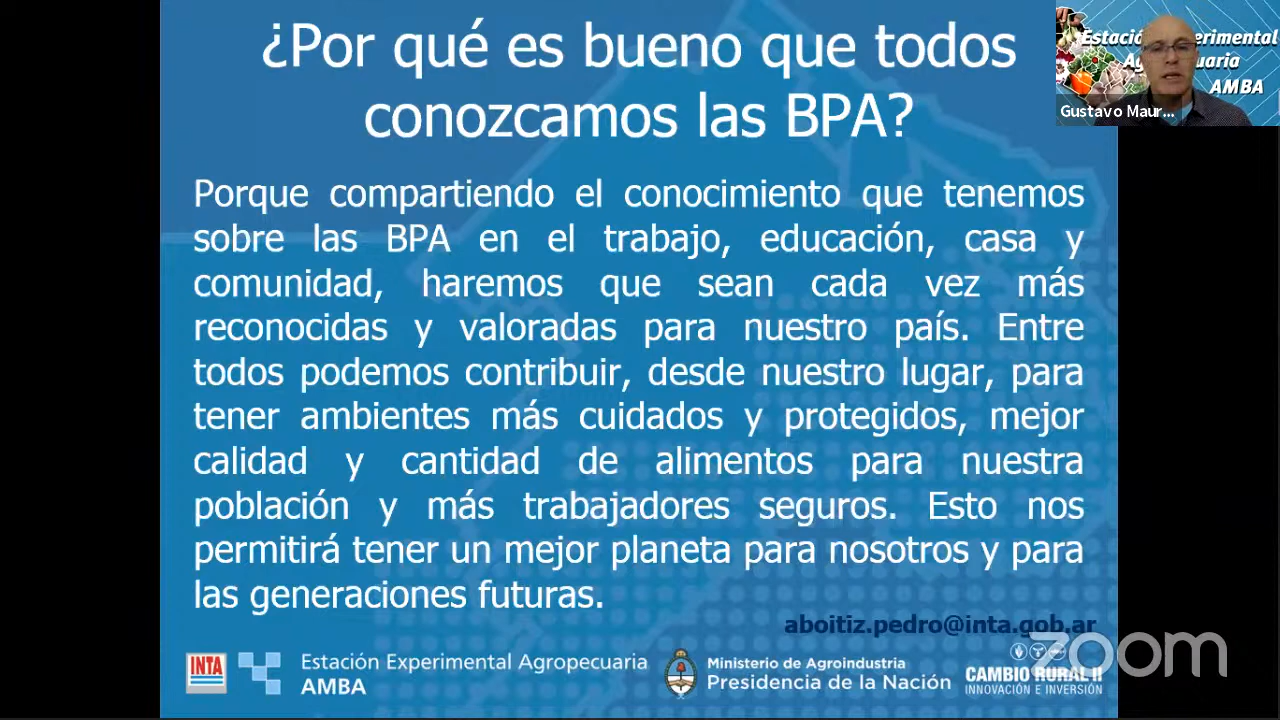 ¿Por qué es bueno que todos
conozcamos las BPA?
Estació Experimental
Ag uaria
AMBA
Gustavo Maur...
Porque compartiendo el conocimiento que tenemos
sobre las BPA en el trabajo, educación, casa y
comunidad, haremos que sean cada vez más
reconocidas y valoradas para nuestro país. Entre
todos podemos contribuir, desde nuestro lugar, para
tener ambientes más cuidados y protegidos, mejor
calidad y cantidad de alimentos para nuestra
población y más trabajadores seguros. Esto nos
permitirá tener un mejor planeta para nosotros y para
las generaciones futuras.
aboitiz.pedro@inta.gob.ar
INTA
Estación Experimental Agropecuaria
AMBA
Ministerio de Agroindustria
Presidencia de la Nación
CAMBIO RURAL II
INNOVACIÓN E INVERSIÓN
zoom